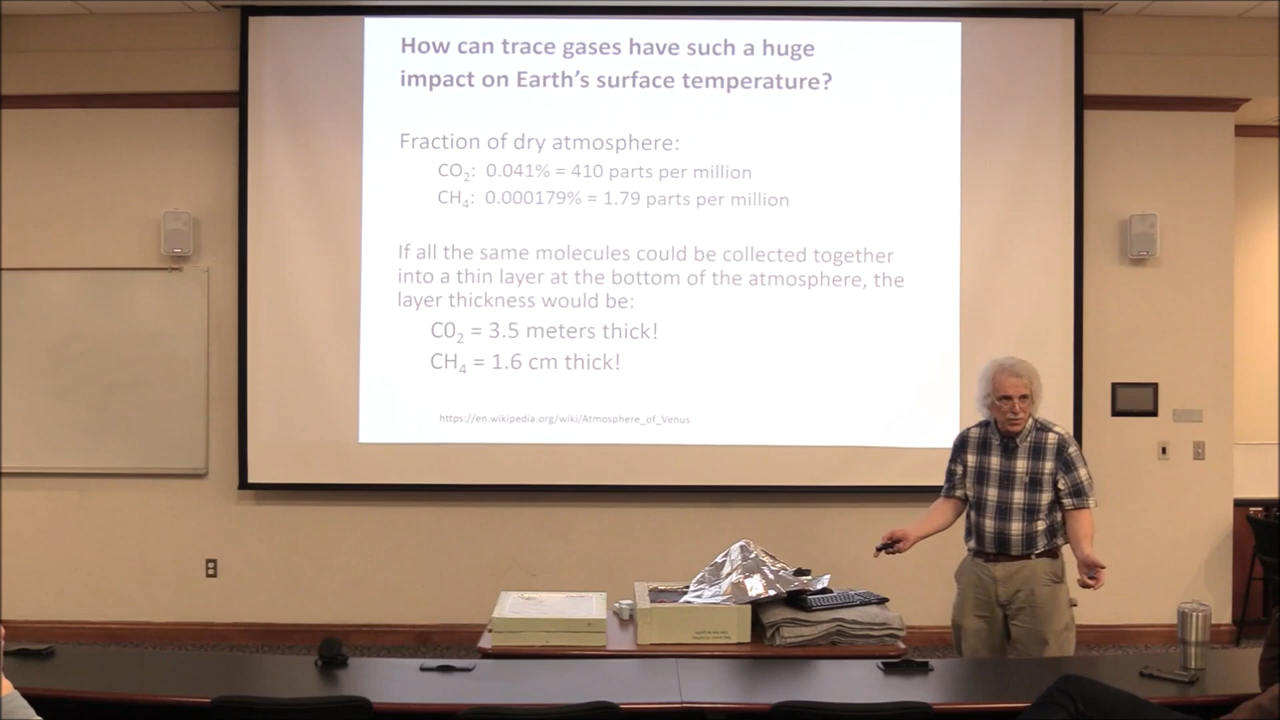 How can trace gases have such a huge
impact on Earth's surface temperature?
Fraction of dry atmosphere:
CO₂: 0.041% = 410 parts per million
CH₄: 0.000179% = 1.79 parts per million
If all the same molecules could be collected together
into a thin layer at the bottom of the atmosphere, the
layer thickness would be:
C0₂ = 3.5 meters thick!
CH₄ = 1.6 cm thick!
https://en.wikipedia.org/wiki/Atmosphere_of_Venus